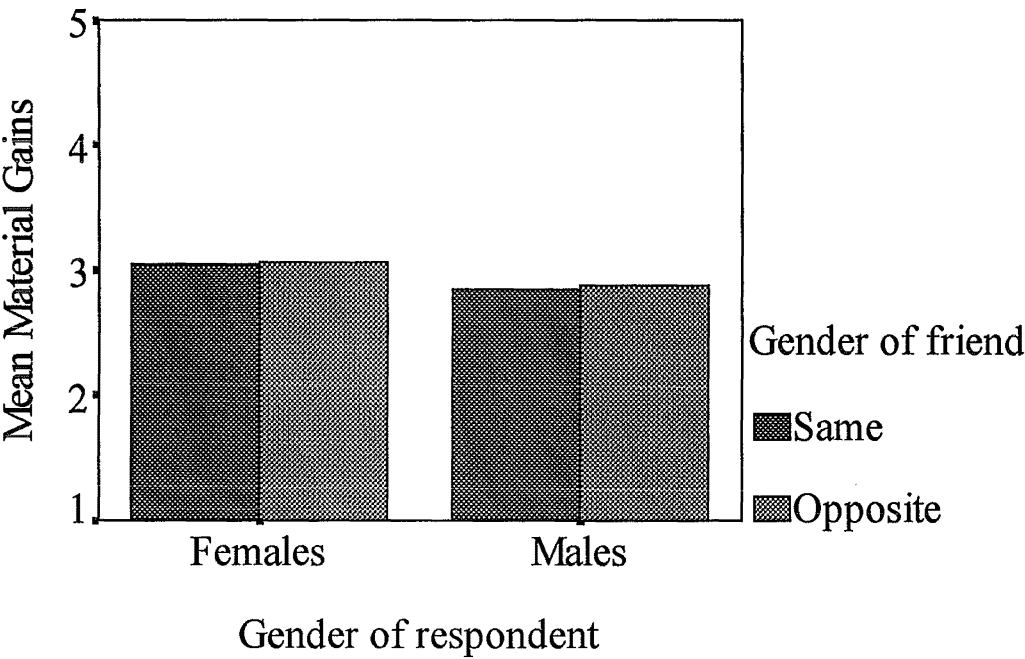 Mean Material Gains
5
4
3
2
1
Females Males
Gender of respondent
Gender of friend
Same
Opposite